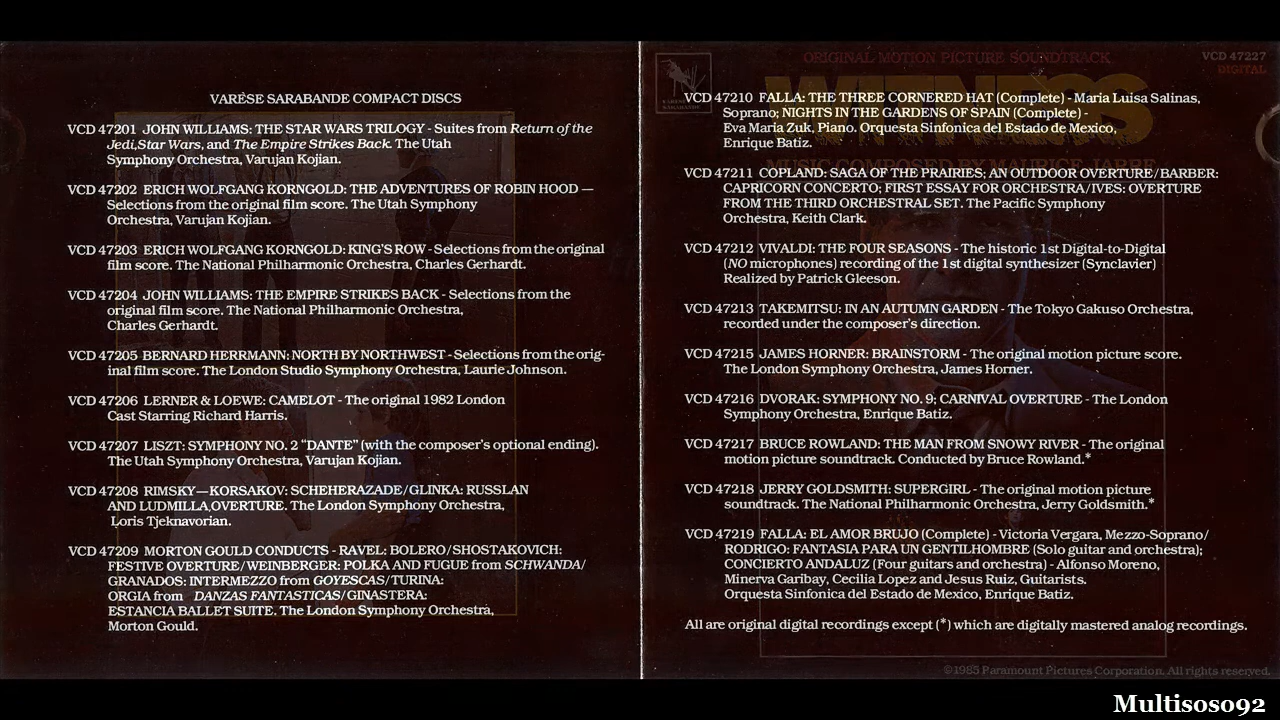 VARÈSE SARABANDE COMPACT DISCS
VCD 47201 JOHN WILLIAMS: THE STAR WARS TRILOGY - Suites from Return of the
Jedi,Star Wars, and The Empire Strikes Back. The Utah
Symphony Orchestra, Varujan Kojian.
VCD 47202 ERICH WOLFGANG KORNGOLD: THE ADVENTURES OF ROBIN HOOD —
Selections from the original film score. The Utah Symphony
Orchestra, Varujan Kojian.
VCD 47203 ERICH WOLFGANG KORNGOLD: KING'S ROW - Selections from the original
film score. The National Philharmonic Orchestra, Charles Gerhardt.
VCD 47204 JOHN WILLIAMS: THE EMPIRE STRIKES BACK - Selections from the
original film score. The National Philharmonic Orchestra,
Charles Gerhardt.
VCD 47205 BERNARD HERRMANN: NORTH BY NORTHWEST - Selections from the orig-
inal film score. The London Studio Symphony Orchestra, Laurie Johnson.
VCD 47206 LERNER & LOEWE: CAMELOT - The original 1982 London
Cast Starring Richard Harris.
VCD 47207 LISZT: SYMPHONY NO. 2 "DANTE" (with the composer's optional ending).
The Utah Symphony Orchestra, Varujan Kojian.
VCD 47208 RIMSKY—KORSAKOV: SCHEHERAZADE/GLINKA: RUSSLAN
AND LUDMILLA OVERTURE. The London Symphony Orchestra,
Loris Tjeknavorian.
VCD 47209 MORTON GOULD CONDUCTS - RAVEL: BOLERO/SHOSTAKOVICH:
FESTIVE OVERTURE/WEINBERGER: POLKA AND FUGUE from SCHWANDA/
GRANADOS: INTERMEZZO from GOYESCAS/TURINA:
ORGIA from DANZAS FANTASTICAS/GINASTERA:
ESTANCIA BALLET SUITE. The London Symphony Orchestra,
Morton Gould.
ORIGINAL MOTION PICTURE SOUNDTRACK
VCD 47227
DIGITAL
WITNESS
VCD 47210 FALLA: THE THREE CORNERED HAT (Complete) - Maria Luisa Salinas,
Soprano; NIGHTS IN THE GARDENS OF SPAIN (Complete) -
Eva Maria Zuk, Piano. Orquesta Sinfonica del Estado de Mexico,
Enrique Batiz.
MUSIC COMPOSED BY MAURICE JARRE
VCD 47211 COPLAND: SAGA OF THE PRAIRIES; AN OUTDOOR OVERTURE/BARBER:
CAPRICORN CONCERTO; FIRST ESSAY FOR ORCHESTRA/IVES: OVERTURE
FROM THE THIRD ORCHESTRAL SET. The Pacific Symphony
Orchestra, Keith Clark.
VCD 47212 VIVALDI: THE FOUR SEASONS - The historic 1st Digital-to-Digital
(NO microphones) recording of the 1st digital synthesizer (Synclavier)
Realized by Patrick Gleeson.
VCD 47213 TAKEMITSU: IN AN AUTUMN GARDEN - The Tokyo Gakuso Orchestra,
recorded under the composer's direction.
VCD 47215 JAMES HORNER: BRAINSTORM - The original motion picture score.
The London Symphony Orchestra, James Horner.
VCD 47216 DVORAK: SYMPHONY NO. 9; CARNIVAL OVERTURE - The London
Symphony Orchestra, Enrique Batiz.
VCD 47217 BRUCE ROWLAND: THE MAN FROM SNOWY RIVER - The original
motion picture soundtrack. Conducted by Bruce Rowland.*
VCD 47218 JERRY GOLDSMITH: SUPERGIRL - The original motion picture
soundtrack. The National Philharmonic Orchestra, Jerry Goldsmith.*
VCD 47219 FALLA: EL AMOR BRUJO (Complete) - Victoria Vergara, Mezzo-Soprano/
RODRIGO: FANTASIA PARA UN GENTILHOMBRE (Solo guitar and orchestra);
CONCIERTO ANDALUZ (Four guitars and orchestra) - Alfonso Moreno,
Minerva Garibay, Cecilia Lopez and Jesus Ruiz, Guitarists.
Orquesta Sinfonica del Estado de Mexico, Enrique Batiz.
All are original digital recordings except (*) which are digitally mastered analog recordings.
©1985 Paramount Pictures Corporation. All rights reserved.
Multisoso92